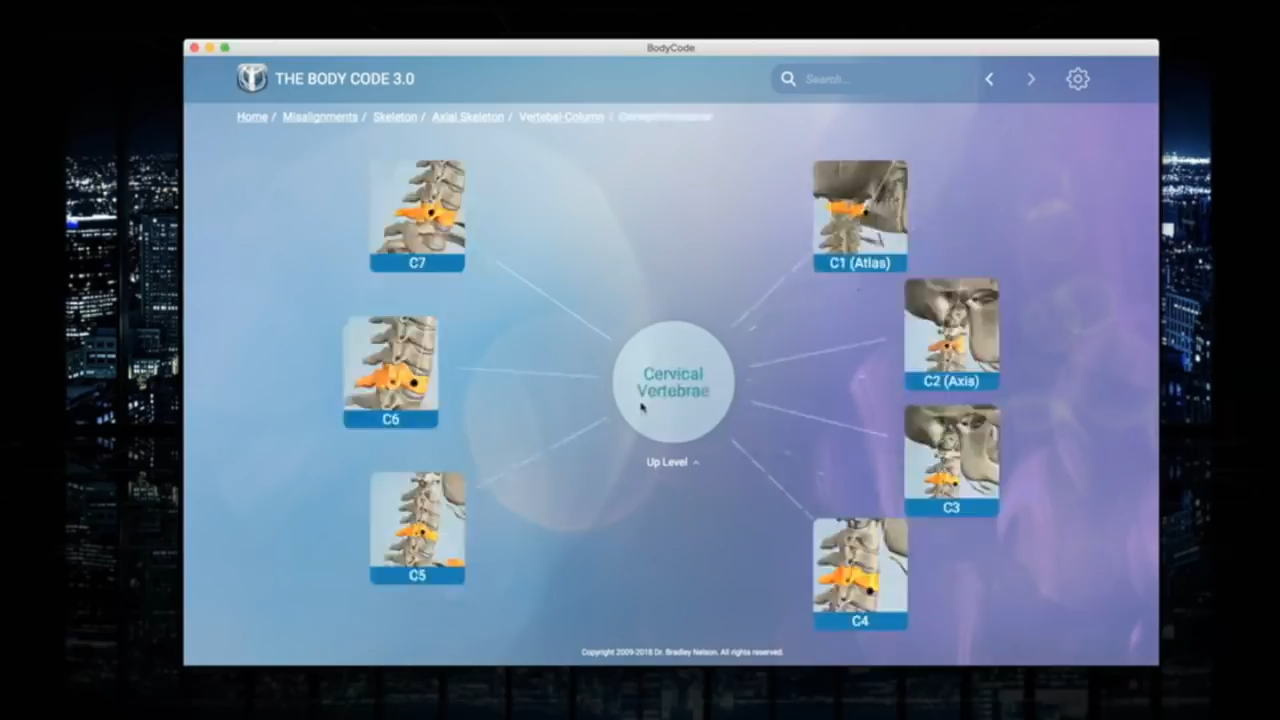 BodyCode
THE BODY CODE 3.0
Search...
Home / Misalignments / Skeleton / Axial Skeleton / Vertebal Column /
C7
C1 (Atlas)
C2 (Axis)
C6
Cervical
Vertebrae
Up Level
C3
C5
C4
Copyright 2009-2018 Dr. Bradley Nelson. All rights reserved.